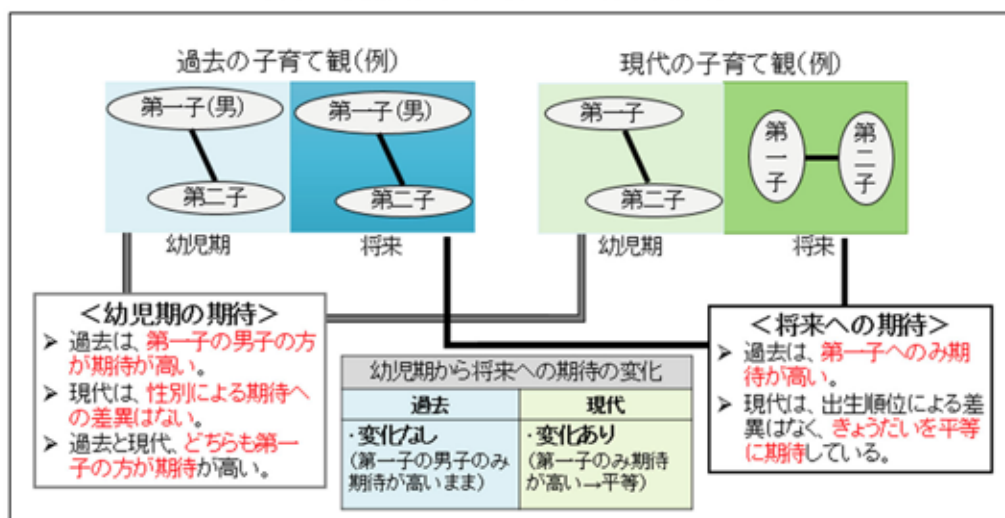 過去の子育て観(例)
現代の子育て観(例)
第一子(男)
第二子
第一子(男)
第二子
第一子
第二子
第一子
第二子
幼児期
将来
幼児期
将来
＜幼児期の期待＞
➢ 過去は、第一子の男子の方
が期待が高い。
➢ 現代は、性別による期待へ
の差異はない。
➢ 過去と現代、どちらも第一
子の方が期待が高い。
幼児期から将来への期待の変化
過去
現代
・変化なし
(第一子の男子のみ
期待が高いまま)
・変化あり
(第一子のみ期待
が高い→平等)
＜将来への期待＞
➢ 過去は、第一子へのみ期
待が高い。
➢ 現代は、出生順位による差
異はなく、きょうだいを平等
に期待している。